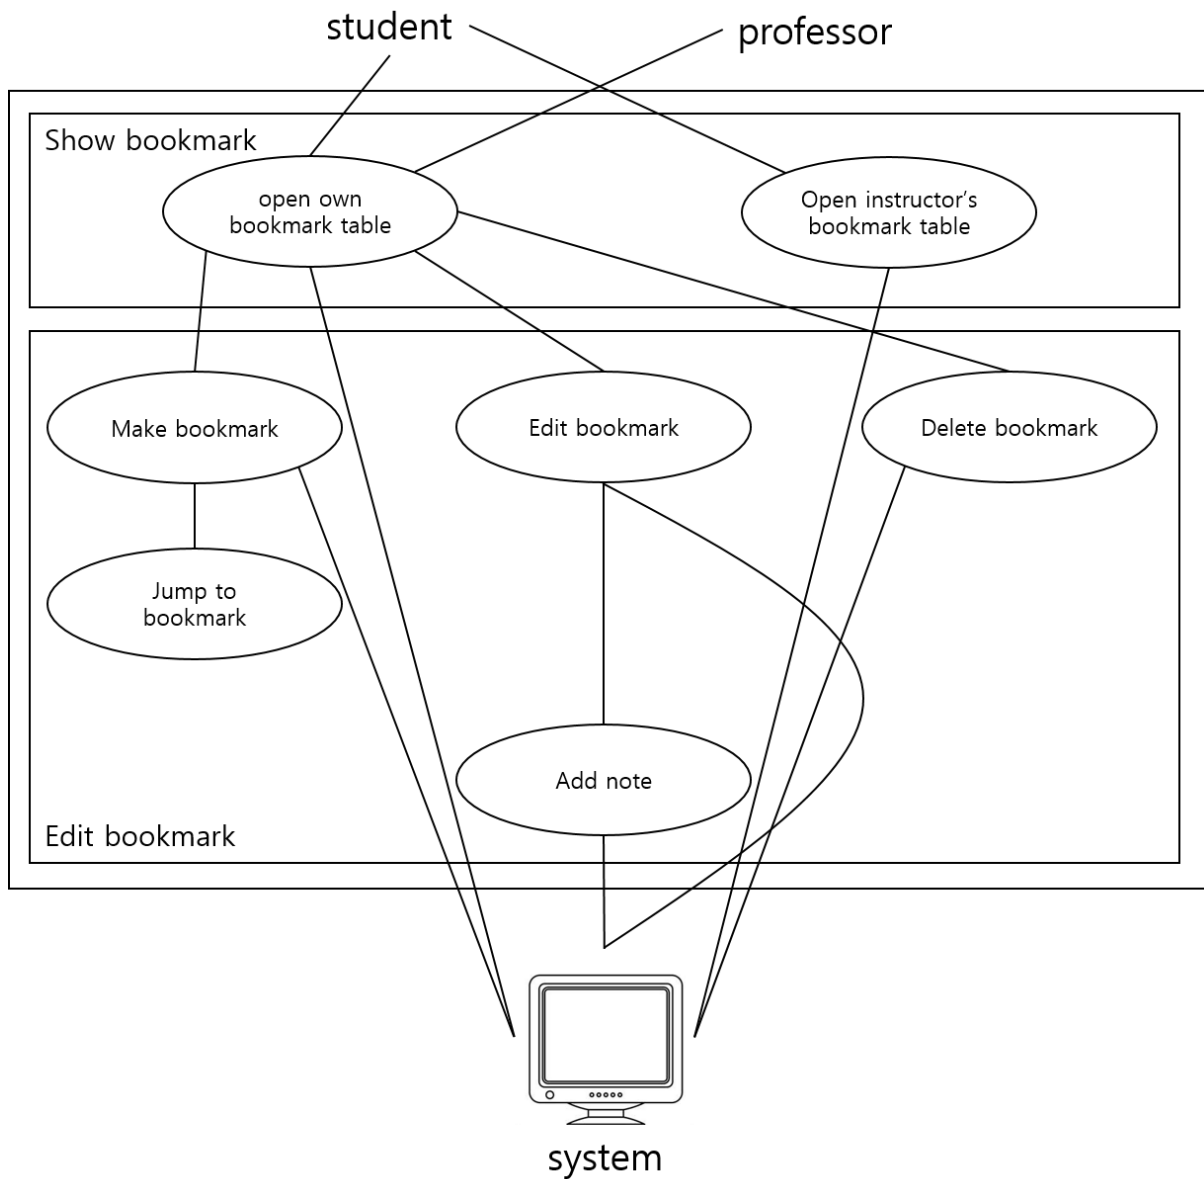 student
professor
Show bookmark
open own
bookmark table
Open instructor's
bookmark table
Make bookmark
Edit bookmark
Delete bookmark
Jump to
bookmark
Add note
Edit bookmark
system